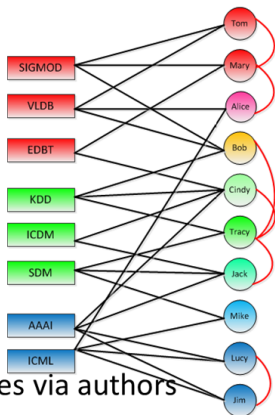 SIGMOD
VLDB
EDBT
KDD
ICDM
SDM
AAAI
ICML
Tom
Mary
Alice
Bob
Cindy
Tracy
Jack
Mike
Lucy
Jim
es via authors